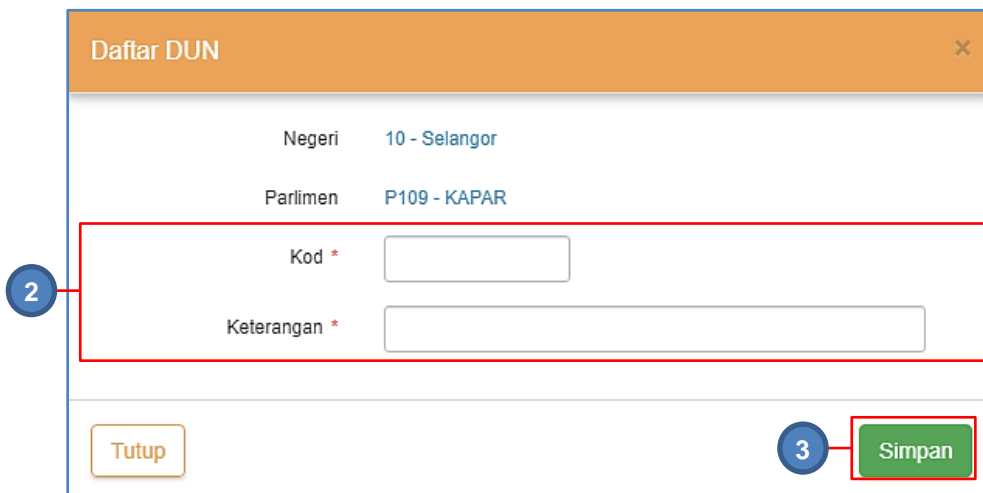 Daftar DUN ×
Negeri 10 - Selangor
Parlimen P109 - KAPAR
Kod *
2
Keterangan *
Tutup 3 Simpan